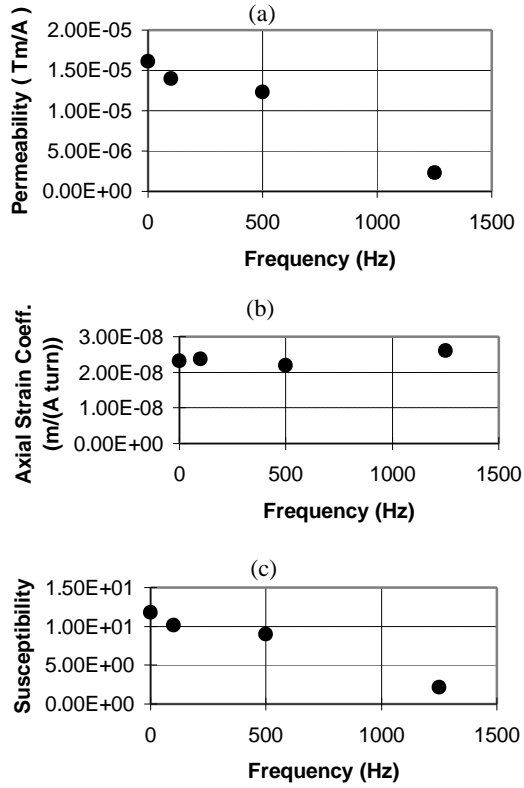 (a)
Permeability ( Tm/A)
2.00E-05
1.50E-05
1.00E-05
5.00E-06
0.00E+00
0 500 1000 1500
Frequency (Hz)
(b)
Axial Strain Coeff.
(m/(A turn))
3.00E-08
2.00E-08
1.00E-08
0.00E+00
0 500 1000 1500
Frequency (Hz)
(c)
Susceptibility
1.50E+01
1.00E+01
5.00E+00
0.00E+00
0 500 1000 1500
Frequency (Hz)